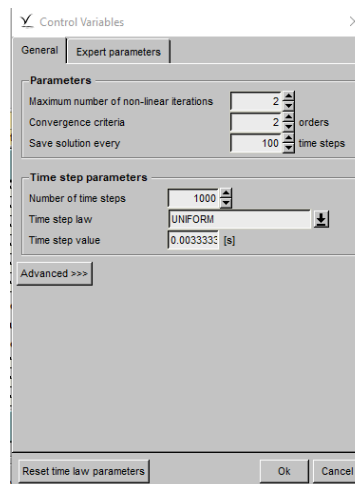 Control Variables
General Expert parameters
Parameters
Maximum number of non-linear iterations 2
Convergence criteria 2 orders
Save solution every 100 time steps
Time step parameters
Number of time steps 1000
Time step law UNIFORM
Time step value 0.0033333 [s]
Advanced >>>
Reset time law parameters Ok Cancel